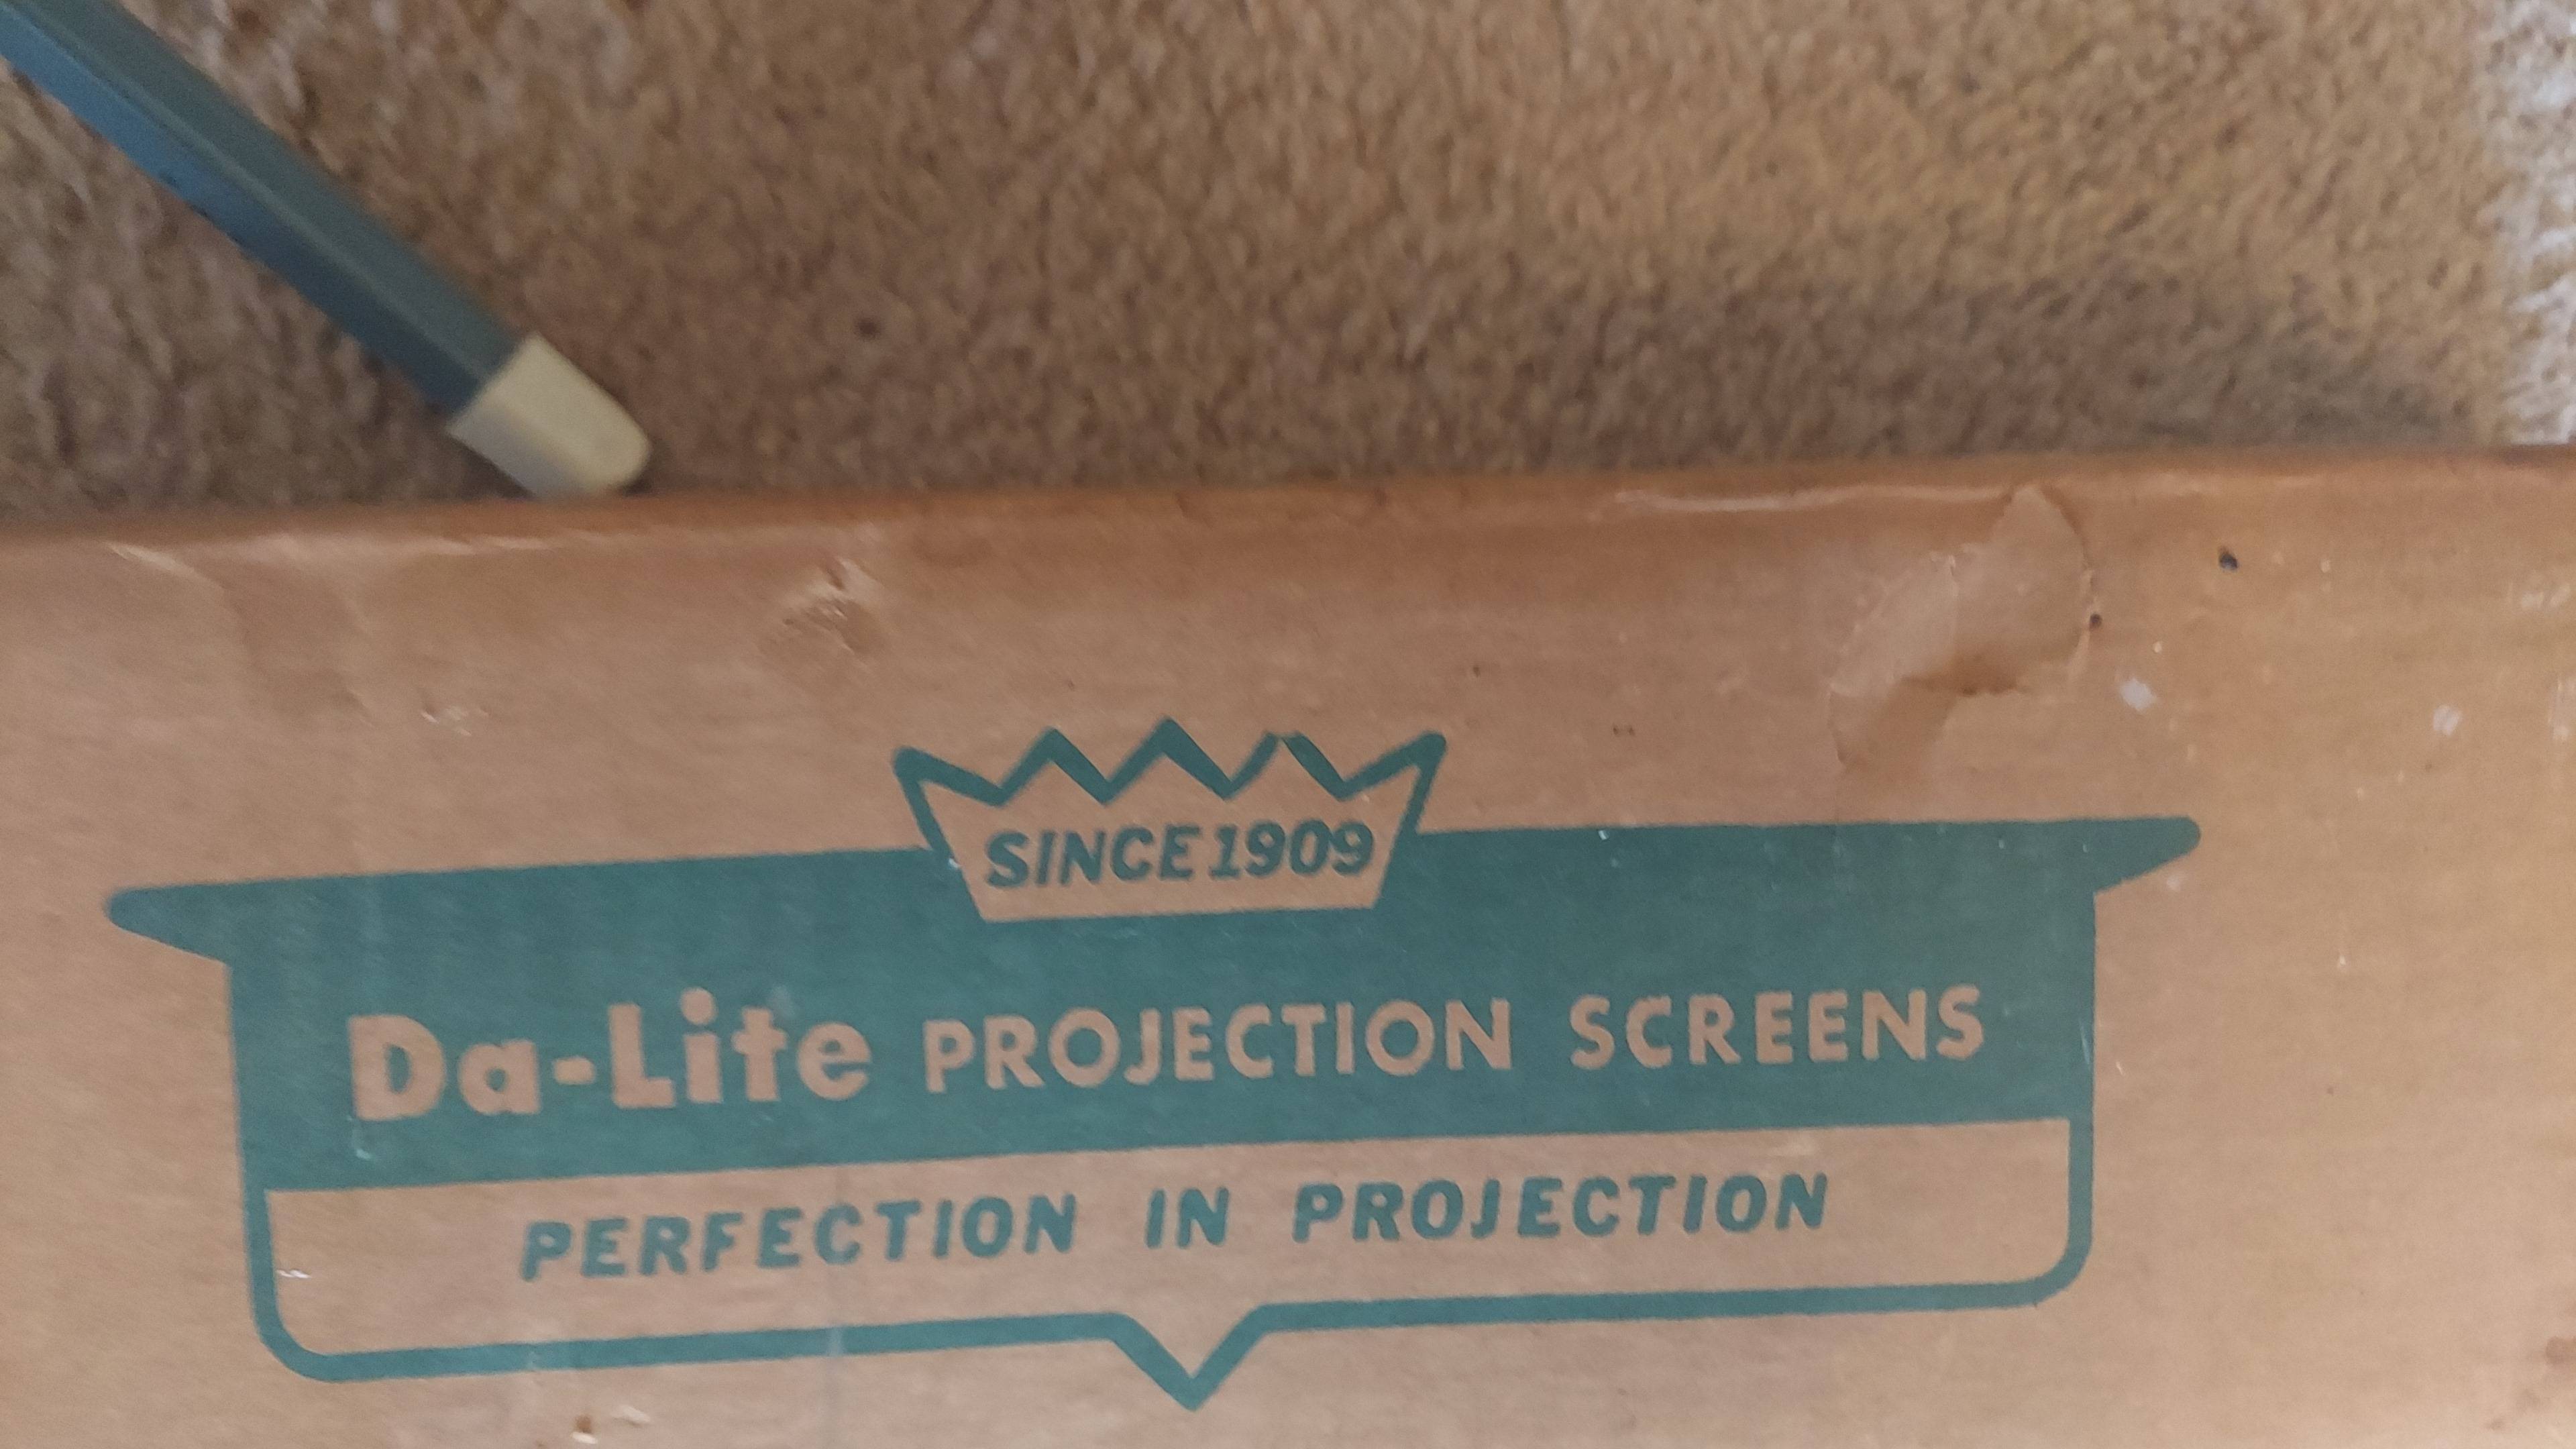 SINCE 1909
Da-Lite PROJECTION SCREENS
PERFECTION IN PROJECTION